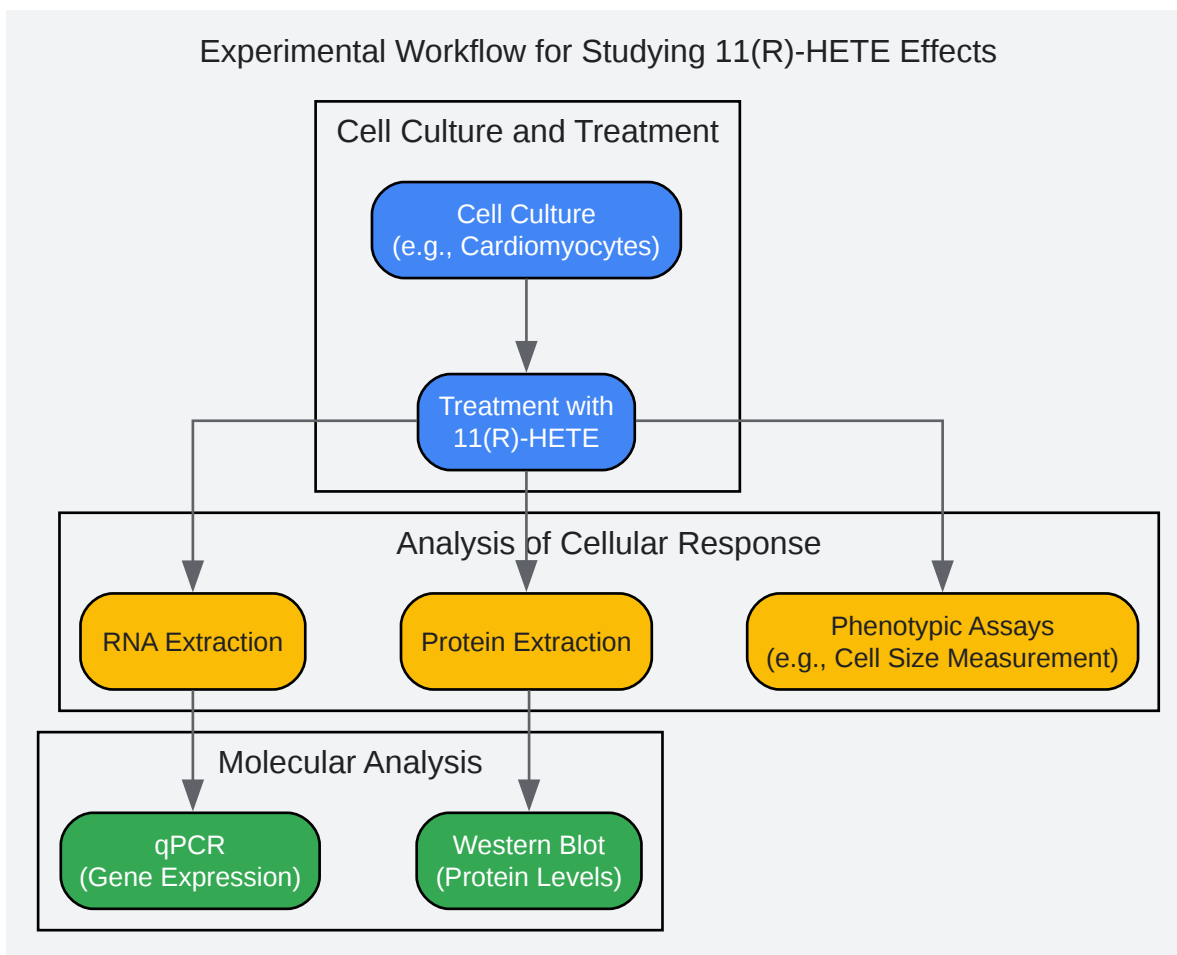 Experimental Workflow for Studying 11(R)-HETE Effects
Cell Culture and Treatment
Cell Culture
(e.g., Cardiomyocytes)
Treatment with
11(R)-HETE
Analysis of Cellular Response
RNA Extraction
Protein Extraction
Phenotypic Assays
(e.g., Cell Size Measurement)
Molecular Analysis
qPCR
(Gene Expression)
Western Blot
(Protein Levels)